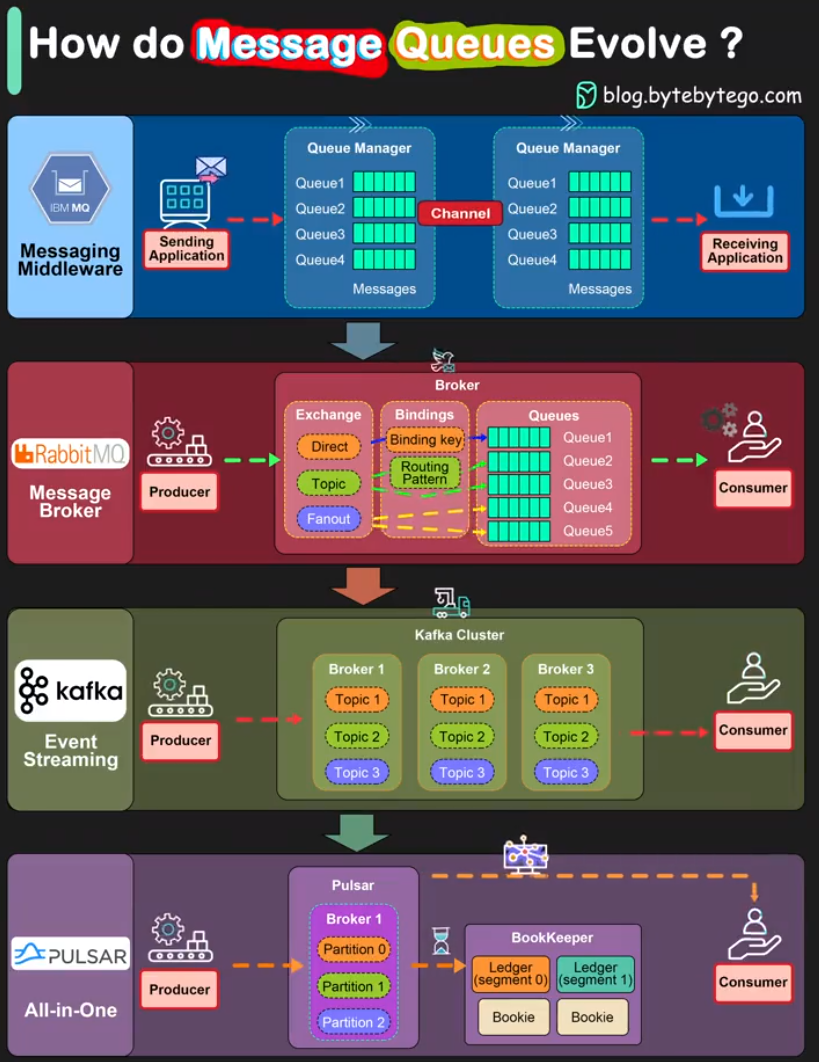 How do Message Queues Evolve ?
blog.bytebytego.com
IBM MQ
Messaging
Middleware
Sending
Application
Queue Manager
Queue1
Queue2
Queue3
Queue4
Messages
Channel
Queue Manager
Queue1
Queue2
Queue3
Queue4
Messages
Receiving
Application
RabbitMQ
Message
Broker
Producer
Broker
Exchange
Direct
Topic
Fanout
Bindings
Binding key
Routing
Pattern
Queues
Queue1
Queue2
Queue3
Queue4
Queue5
Consumer
kafka
Event
Streaming
Producer
Kafka Cluster
Broker 1
Topic 1
Topic 2
Topic 3
Broker 2
Topic 1
Topic 2
Topic 3
Broker 3
Topic 1
Topic 2
Topic 3
Consumer
PULSAR
All-in-One
Producer
Pulsar
Broker 1
Partition 0
Partition 1
Partition 2
BookKeeper
Ledger
(segment 0)
Ledger
(segment 1)
Bookie
Bookie
Consumer